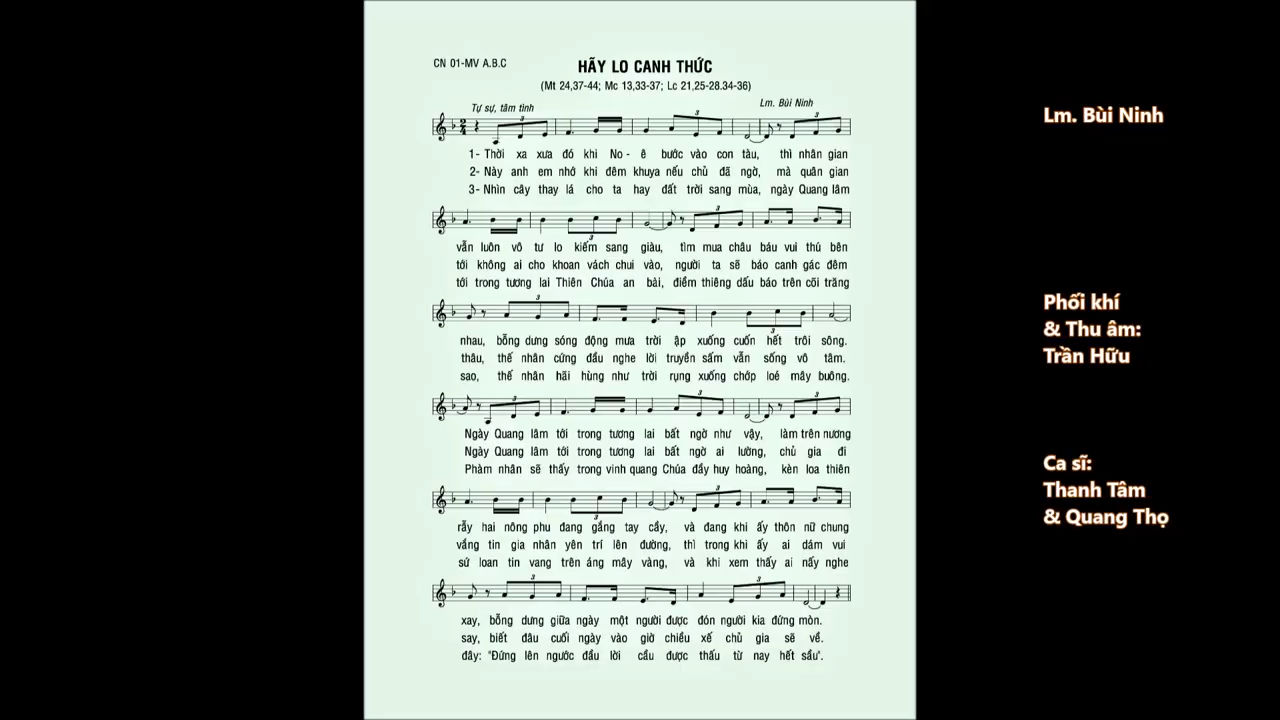 CN 01-MV A.B.C
HÃY LO CANH THỨC
(Mt 24,37-44; Mc 13,33-37; Lc 21,25-28.34-36)
Tự sự, tâm tình
Lm. Bùi Ninh
1- Thời xa xưa đó khi No - ê bước vào con tàu, thì nhân gian
2- Này anh em nhớ khi đêm khuya nếu chủ đã ngờ, mà quân gian
3- Nhìn cây thay lá cho ta hay đất trời sang mùa, ngày Quang lâm
vẫn luôn vô tư lo kiếm sang giàu, tìm mua châu báu vui thú bên
tới không ai cho khoan vách chui vào, người ta sẽ báo canh gác đêm
tới trong tương lai Thiên Chúa an bài, điềm thiêng dấu báo trên cõi trăng
nhau, bỗng dưng sóng động mưa trời ập xuống cuốn hết trôi sông.
thâu, thế nhân cứng đầu nghe lời truyền sấm vẫn sống vô tâm.
sao, thế nhân hãi hùng như trời rụng xuống chớp loé mây buông.
Ngày Quang lâm tới trong tương lai bất ngờ như vậy, làm trên nương
Ngày Quang lâm tới trong tương lai bất ngờ ai lường, chủ gia đi
Phàm nhân sẽ thấy trong vinh quang Chúa đầy huy hoàng, kèn loa thiên
rẫy hai nông phu đang gắng tay cầy, và đang khi ấy thôn nữ chung
vắng tin gia nhân yên trí lên đường, thì trong khi ấy ai dám vui
sứ loan tin vang trên áng mây vàng, và khi xem thấy ai nấy nghe
xay, bỗng dưng giữa ngày một người được đón người kia đứng mòn.
say, biết đâu cuối ngày vào giờ chiều xế chủ gia sẽ về.
đây: "Đứng lên ngước đầu lời cầu được thấu từ nay hết sầu".
Lm. Bùi Ninh
Phối khí
& Thu âm:
Trần Hữu
Ca sĩ:
Thanh Tâm
& Quang Thọ